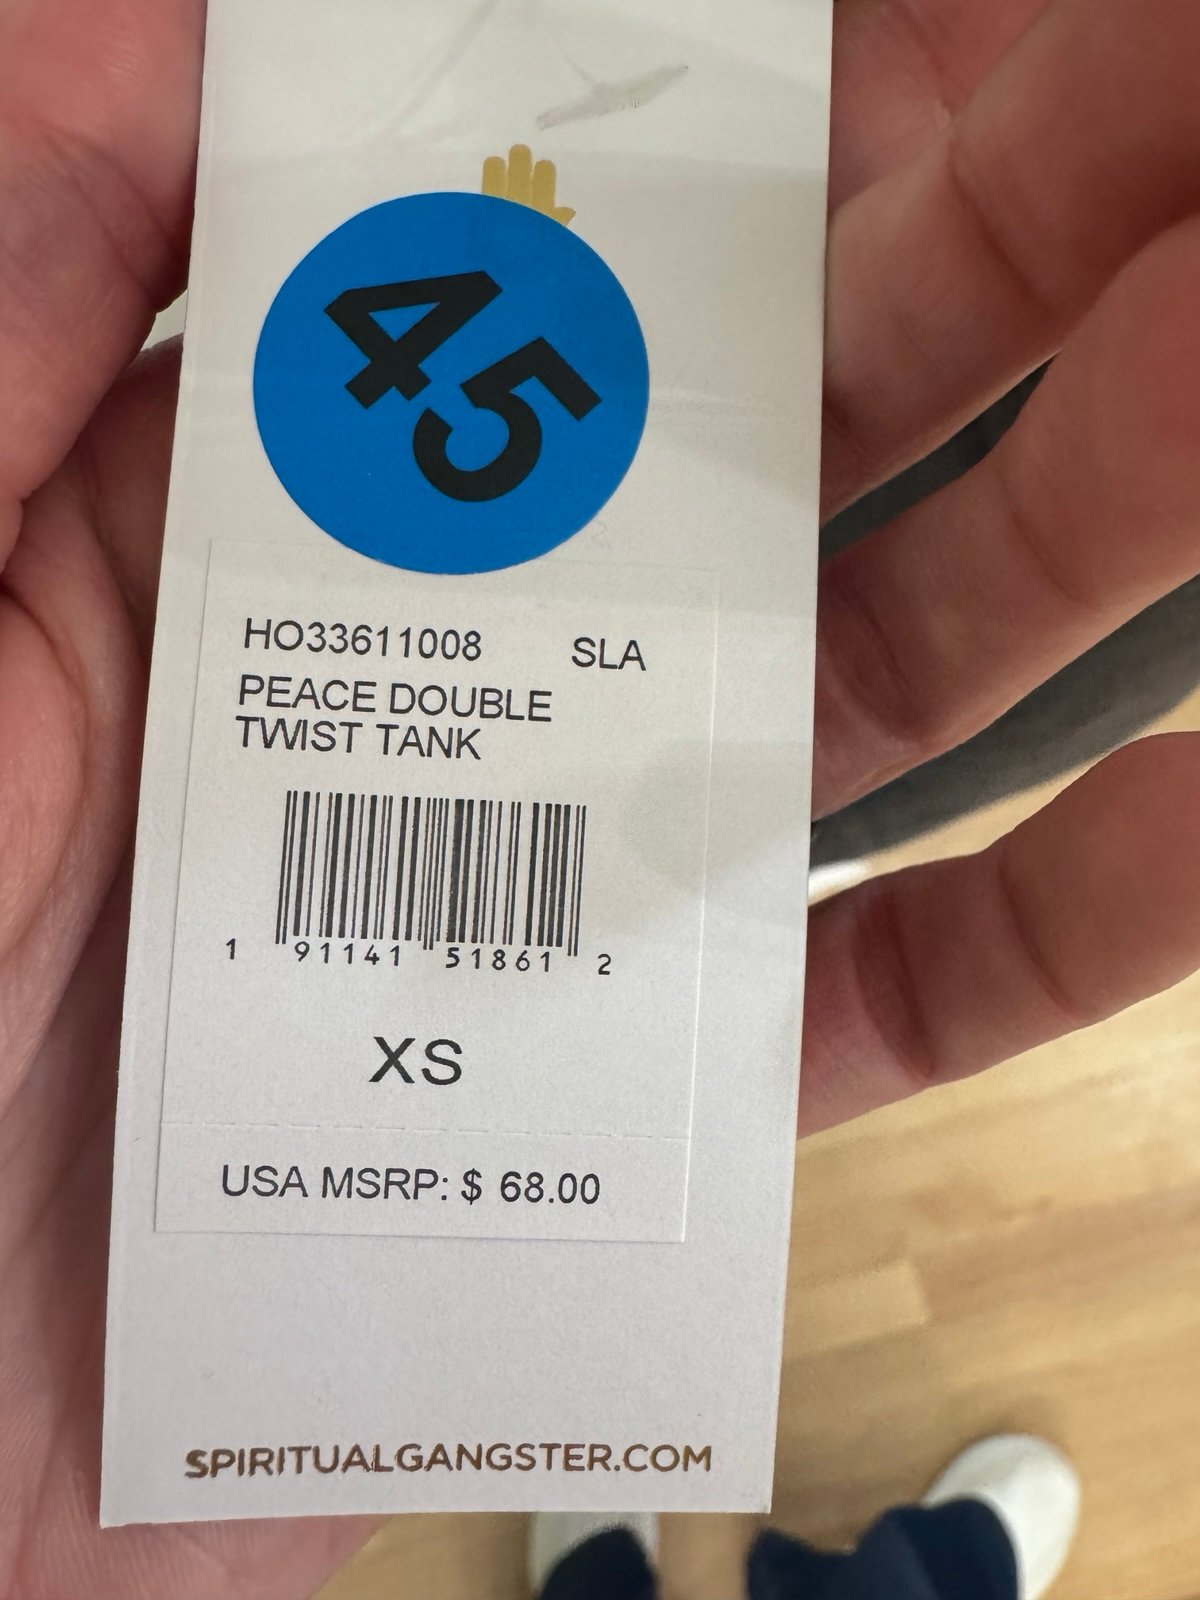 45
HO33611008 SLA
PEACE DOUBLE
TWIST TANK
1 91141 51861 2
XS
USA MSRP: $ 68.00
SPIRITUALGANGSTER.COM